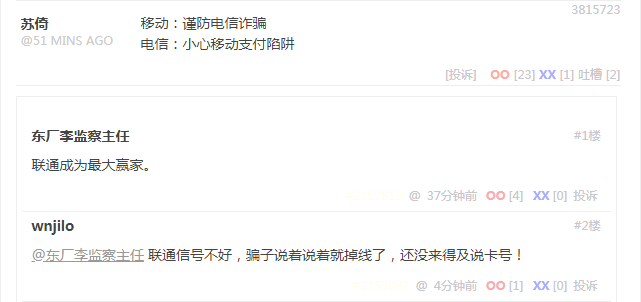 3815723
苏倚
@51 MINS AGO
移动：谨防电信诈骗
电信：小心移动支付陷阱
[投诉] OO [23] XX [1] 吐槽 [2]
东厂李监察主任 #1楼
联通成为最大赢家。
@ 37分钟前 OO [4] XX [0] 投诉
wnjilo #2楼
@东厂李监察主任 联通信号不好，骗子说着说着就掉线了，还没来得及说卡号！
@ 4分钟前 OO [1] XX [0] 投诉